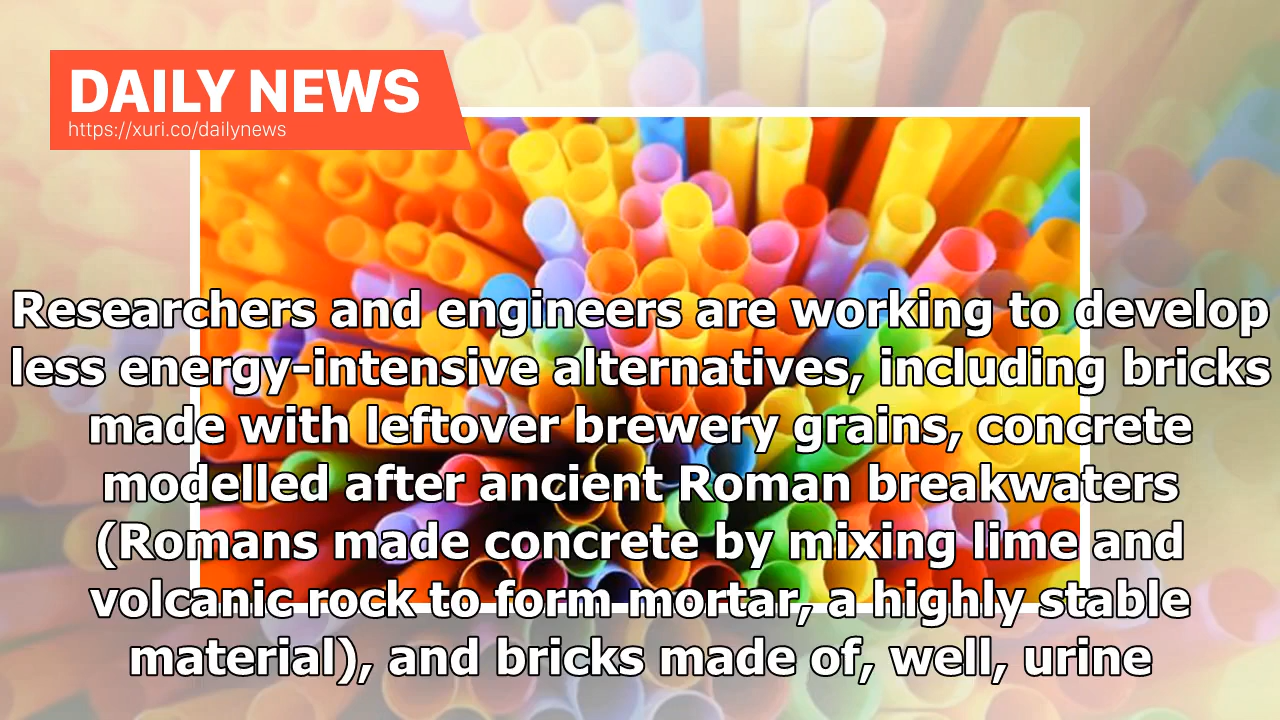 DAILY NEWS
https://xuri.co/dailynews
Researchers and engineers are working to develop
less energy-intensive alternatives, including bricks
made with leftover brewery grains, concrete
modelled after ancient Roman breakwaters
(Romans made concrete by mixing lime and
volcanic rock to form mortar, a highly stable
material), and bricks made of, well, urine